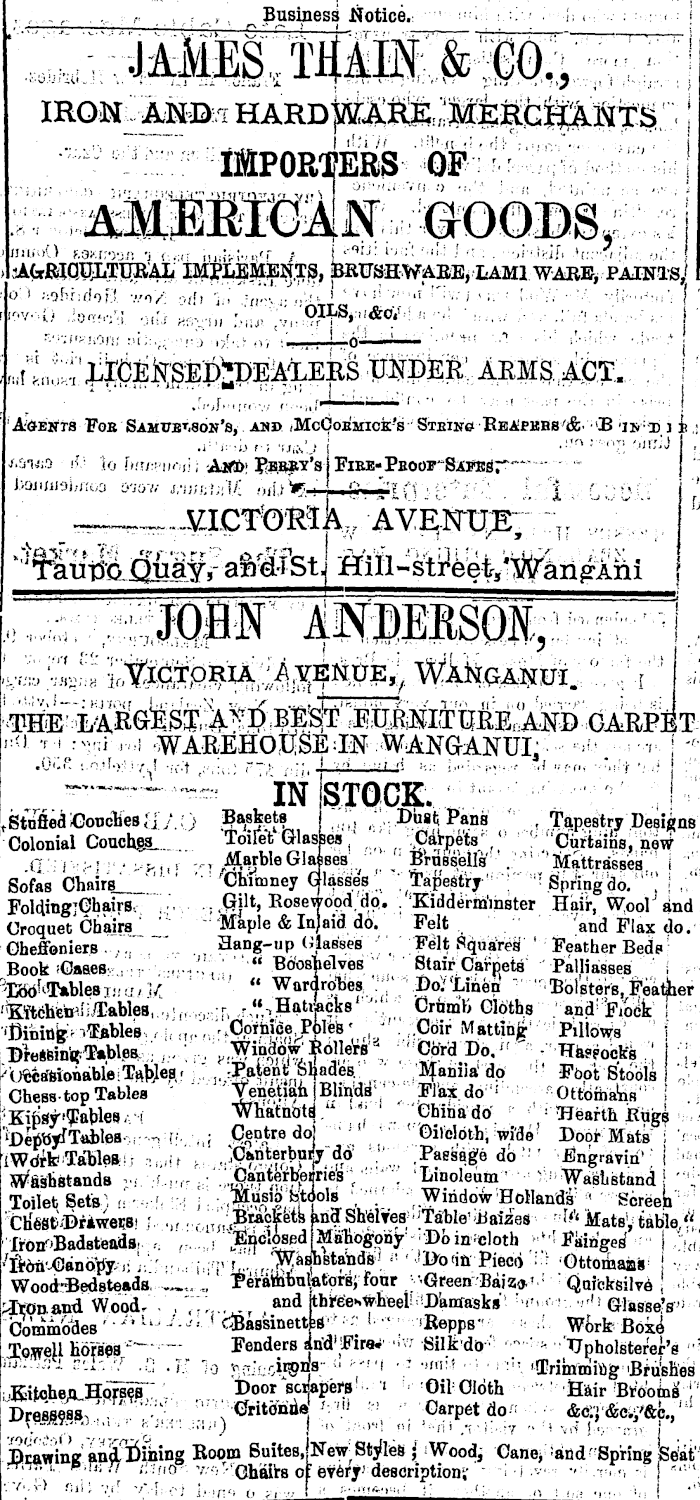 Business Notice.
JAMES THAIN & CO.,
IRON AND HARDWARE MERCHANTS
IMPORTERS OF
AMERICAN GOODS,
AGRICULTURAL IMPLEMENTS, BRUSHWARE, LAMI WARE, PAINTS,
OILS, &c.
LICENSED DEALERS UNDER ARMS ACT.
AGENTS FOR SAMUELSON'S, AND MCCORMICK'S STRING REAPERS &
AND PERRY'S FIRE-PROOF SAFES.
VICTORIA AVENUE,
Taupo Quay, and St. Hill-street, Wangani
JOHN ANDERSON,
VICTORIA AVENUE, WANGANUI.
THE LARGEST AND BEST FURNITURE AND CARPET
WAREHOUSE IN WANGANUI,
IN STOCK.
Stuffed Couches
Colonial Couches
Sofas Chairs
Folding Chairs
Croquet Chairs
Cheffoniers
Book Cases
Loo Tables
Kitchen Tables,
Dining Tables
Dressing Tables
Occasionable Tables
Chess top Tables
Kipsy Tables
Depoy Tables
Work Tables
Washstands
Toilet Sets
Chest Drawers
Iron Badsteads
Iron Canopy
Wood Bedsteads
Iron and Wood
Commodes
Towell horses
Kitchen Horses
Dressess
Baskets
Toilet Glasses
Marble Glasses
Chimney Glasses
Gilt, Rosewood do.
Maple & Inlaid do.
Hang-up Glasses
" Booshelves
" Wardrobes
" Hatracks
Cornice Poles
Window Rollers
Patent Shades
Venetian Blinds
Whatnots
Centre do
Canterbury do
Canterberries
Music Stools
Brackets and Shelves
Enclosed Mahogony
Washstands
Perambulators, four
and three-wheel
Bassinettes
Fenders and Fire-
irons
Door scrapers
Critonne
Dust Pans
Carpets
Brussells
Tapestry
Kidderminster
Felt
Felt Squares
Stair Carpets
Do. Linen
Crumb Cloths
Coir Matting
Cord Do.
Manila do
Flax do
China do
Oilcloth, wide
Passage do
Linoleum
Window Hollands
Table Baizes
Do in cloth
Do in Piece
Green Baize
Damasks
Repps
Silk do
Oil Cloth
Carpet do
Tapestry Designs
Curtains, new
Mattrasses
Spring do.
Hair, Wool and
and Flax do.
Feather Beds
Palliasses
Bolsters, Feather
and Flock
Pillows
Hassocks
Foot Stools
Ottomans
Hearth Rugs
Door Mats
Engravin'
Washstand
Screen
" Mats, table "
Fainges
Ottomans
Quicksilve
Glasse's
Work Boxe
Upholsterer's
Trimming Brushes
Hair Brooms
&c., &c., &c.,
Drawing and Dining Room Suites, New Styles; Wood, Cane, and Spring Seat
Chairs of every description;